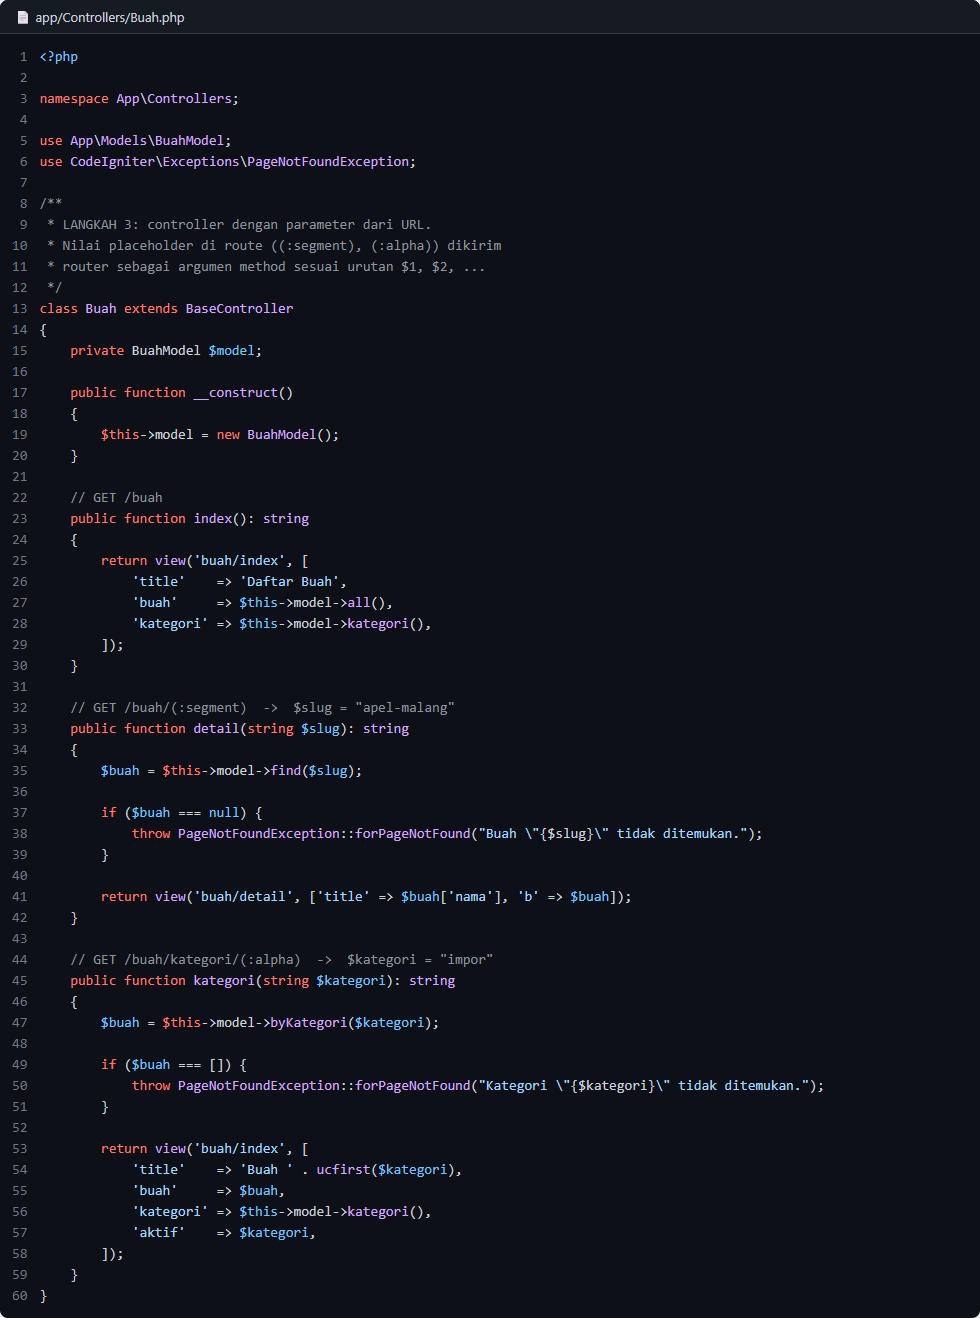 app/Controllers/Buah.php
1 <?php
2
3 namespace App\Controllers;
4
5 use App\Models\BuahModel;
6 use CodeIgniter\Exceptions\PageNotFoundException;
7
8 /**
9  * LANGKAH 3: controller dengan parameter dari URL.
10  * Nilai placeholder di route ((:segment), (:alpha)) dikirim
11  * router sebagai argumen method sesuai urutan $1, $2, ...
12  */
13 class Buah extends BaseController
14 {
15     private BuahModel $model;
16
17     public function __construct()
18     {
19         $this->model = new BuahModel();
20     }
21
22     // GET /buah
23     public function index(): string
24     {
25         return view('buah/index', [
26             'title'    => 'Daftar Buah',
27             'buah'     => $this->model->all(),
28             'kategori' => $this->model->kategori(),
29         ]);
30     }
31
32     // GET /buah/(:segment)  ->  $slug = "apel-malang"
33     public function detail(string $slug): string
34     {
35         $buah = $this->model->find($slug);
36
37         if ($buah === null) {
38             throw PageNotFoundException::forPageNotFound("Buah \"{$slug}\" tidak ditemukan.");
39         }
40
41         return view('buah/detail', ['title' => $buah['nama'], 'b' => $buah]);
42     }
43
44     // GET /buah/kategori/(:alpha)  ->  $kategori = "impor"
45     public function kategori(string $kategori): string
46     {
47         $buah = $this->model->byKategori($kategori);
48
49         if ($buah === []) {
50             throw PageNotFoundException::forPageNotFound("Kategori \"{$kategori}\" tidak ditemukan.");
51         }
52
53         return view('buah/index', [
54             'title'    => 'Buah ' . ucfirst($kategori),
55             'buah'     => $buah,
56             'kategori' => $this->model->kategori(),
57             'aktif'    => $kategori,
58         ]);
59     }
60 }